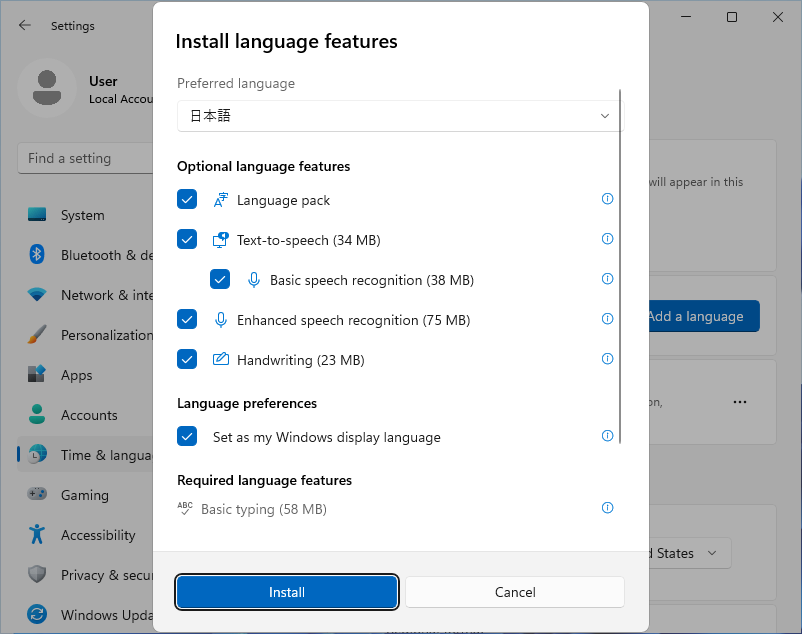 Settings
User
Local Accou
Find a setting
System
Bluetooth & de
Network & inte
Personalization
Apps
Accounts
Time & langua
Gaming
Accessibility
Privacy & secur
Windows Upda
Install language features
Preferred language
日本語
Optional language features
Language pack
Text-to-speech (34 MB)
Basic speech recognition (38 MB)
Enhanced speech recognition (75 MB)
Handwriting (23 MB)
Language preferences
Set as my Windows display language
Required language features
ABC
Basic typing (58 MB)
Install
Cancel
will appear in this
Add a language
on,
d States